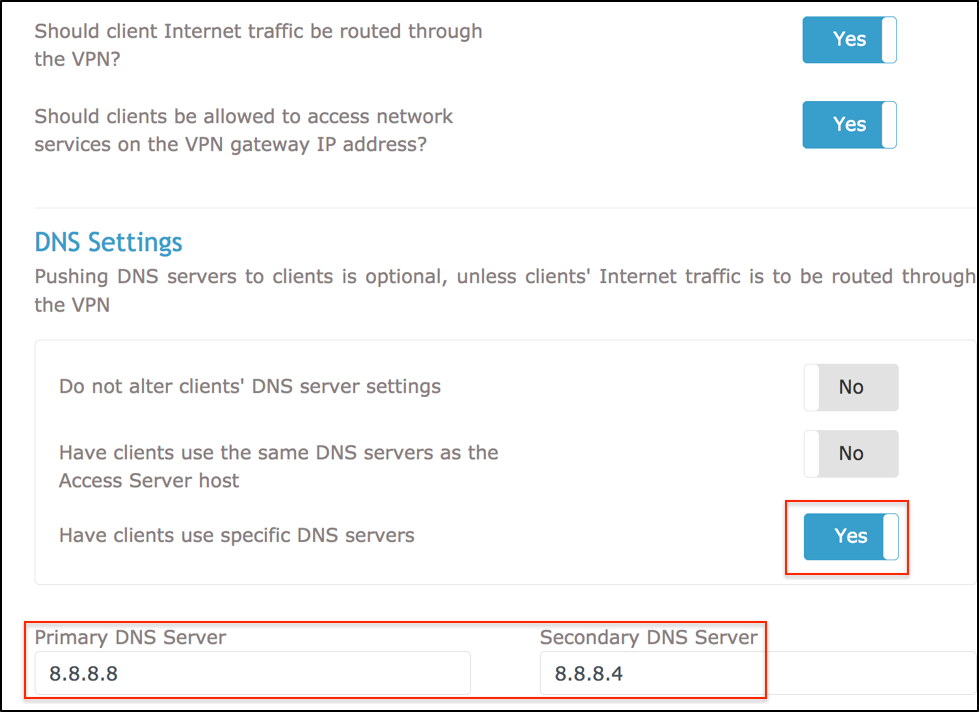 Should client Internet traffic be routed through
the VPN?
Yes
Should clients be allowed to access network
services on the VPN gateway IP address?
Yes
DNS Settings
Pushing DNS servers to clients is optional, unless clients' Internet traffic is to be routed through
the VPN
Do not alter clients' DNS server settings
No
Have clients use the same DNS servers as the
Access Server host
No
Have clients use specific DNS servers
Yes
Primary DNS Server
Secondary DNS Server
8.8.8.8
8.8.8.4